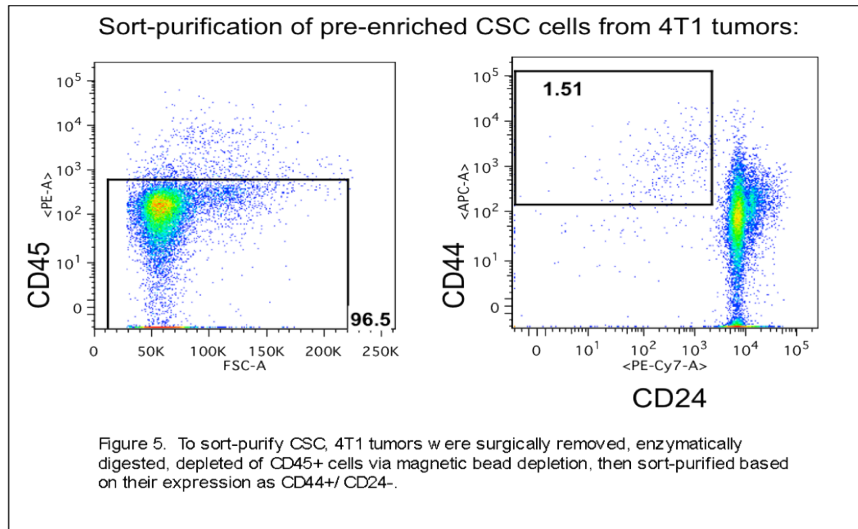 Sort-purification of pre-enriched CSC cells from 4T1 tumors:
10⁵
10⁴
10³
10²
10¹
0
<PE-A>
CD45
96.5
0 50K 100K 150K 200K 250K
FSC-A
10⁵
10⁴
10³
10²
10¹
0
<APC-A>
CD44
1.51
0 10¹ 10² 10³ 10⁴ 10⁵
<PE-Cy7-A>
CD24
Figure 5. To sort-purify CSC, 4T1 tumors were surgically removed, enzymatically
digested, depleted of CD45+ cells via magnetic bead depletion, then sort-purified based
on their expression as CD44+/ CD24-.